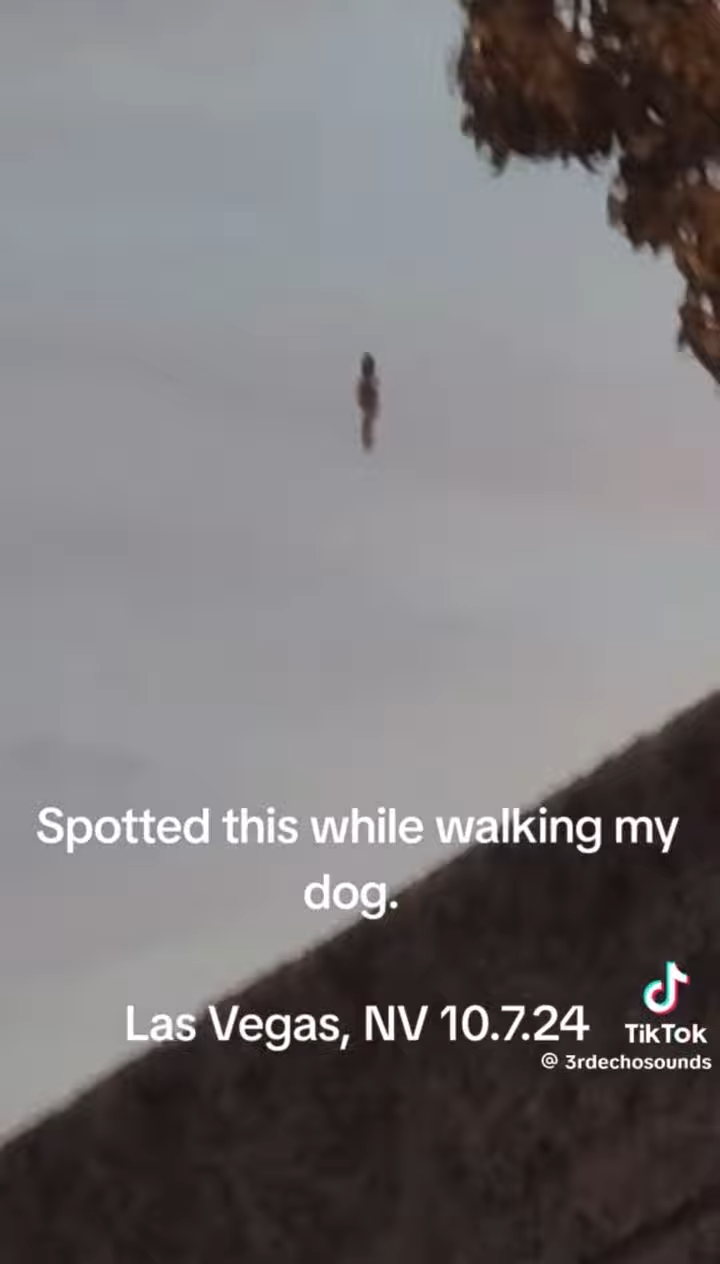 Spotted this while walking my
dog.
Las Vegas, NV 10.7.24
TikTok
@ 3rdechosounds